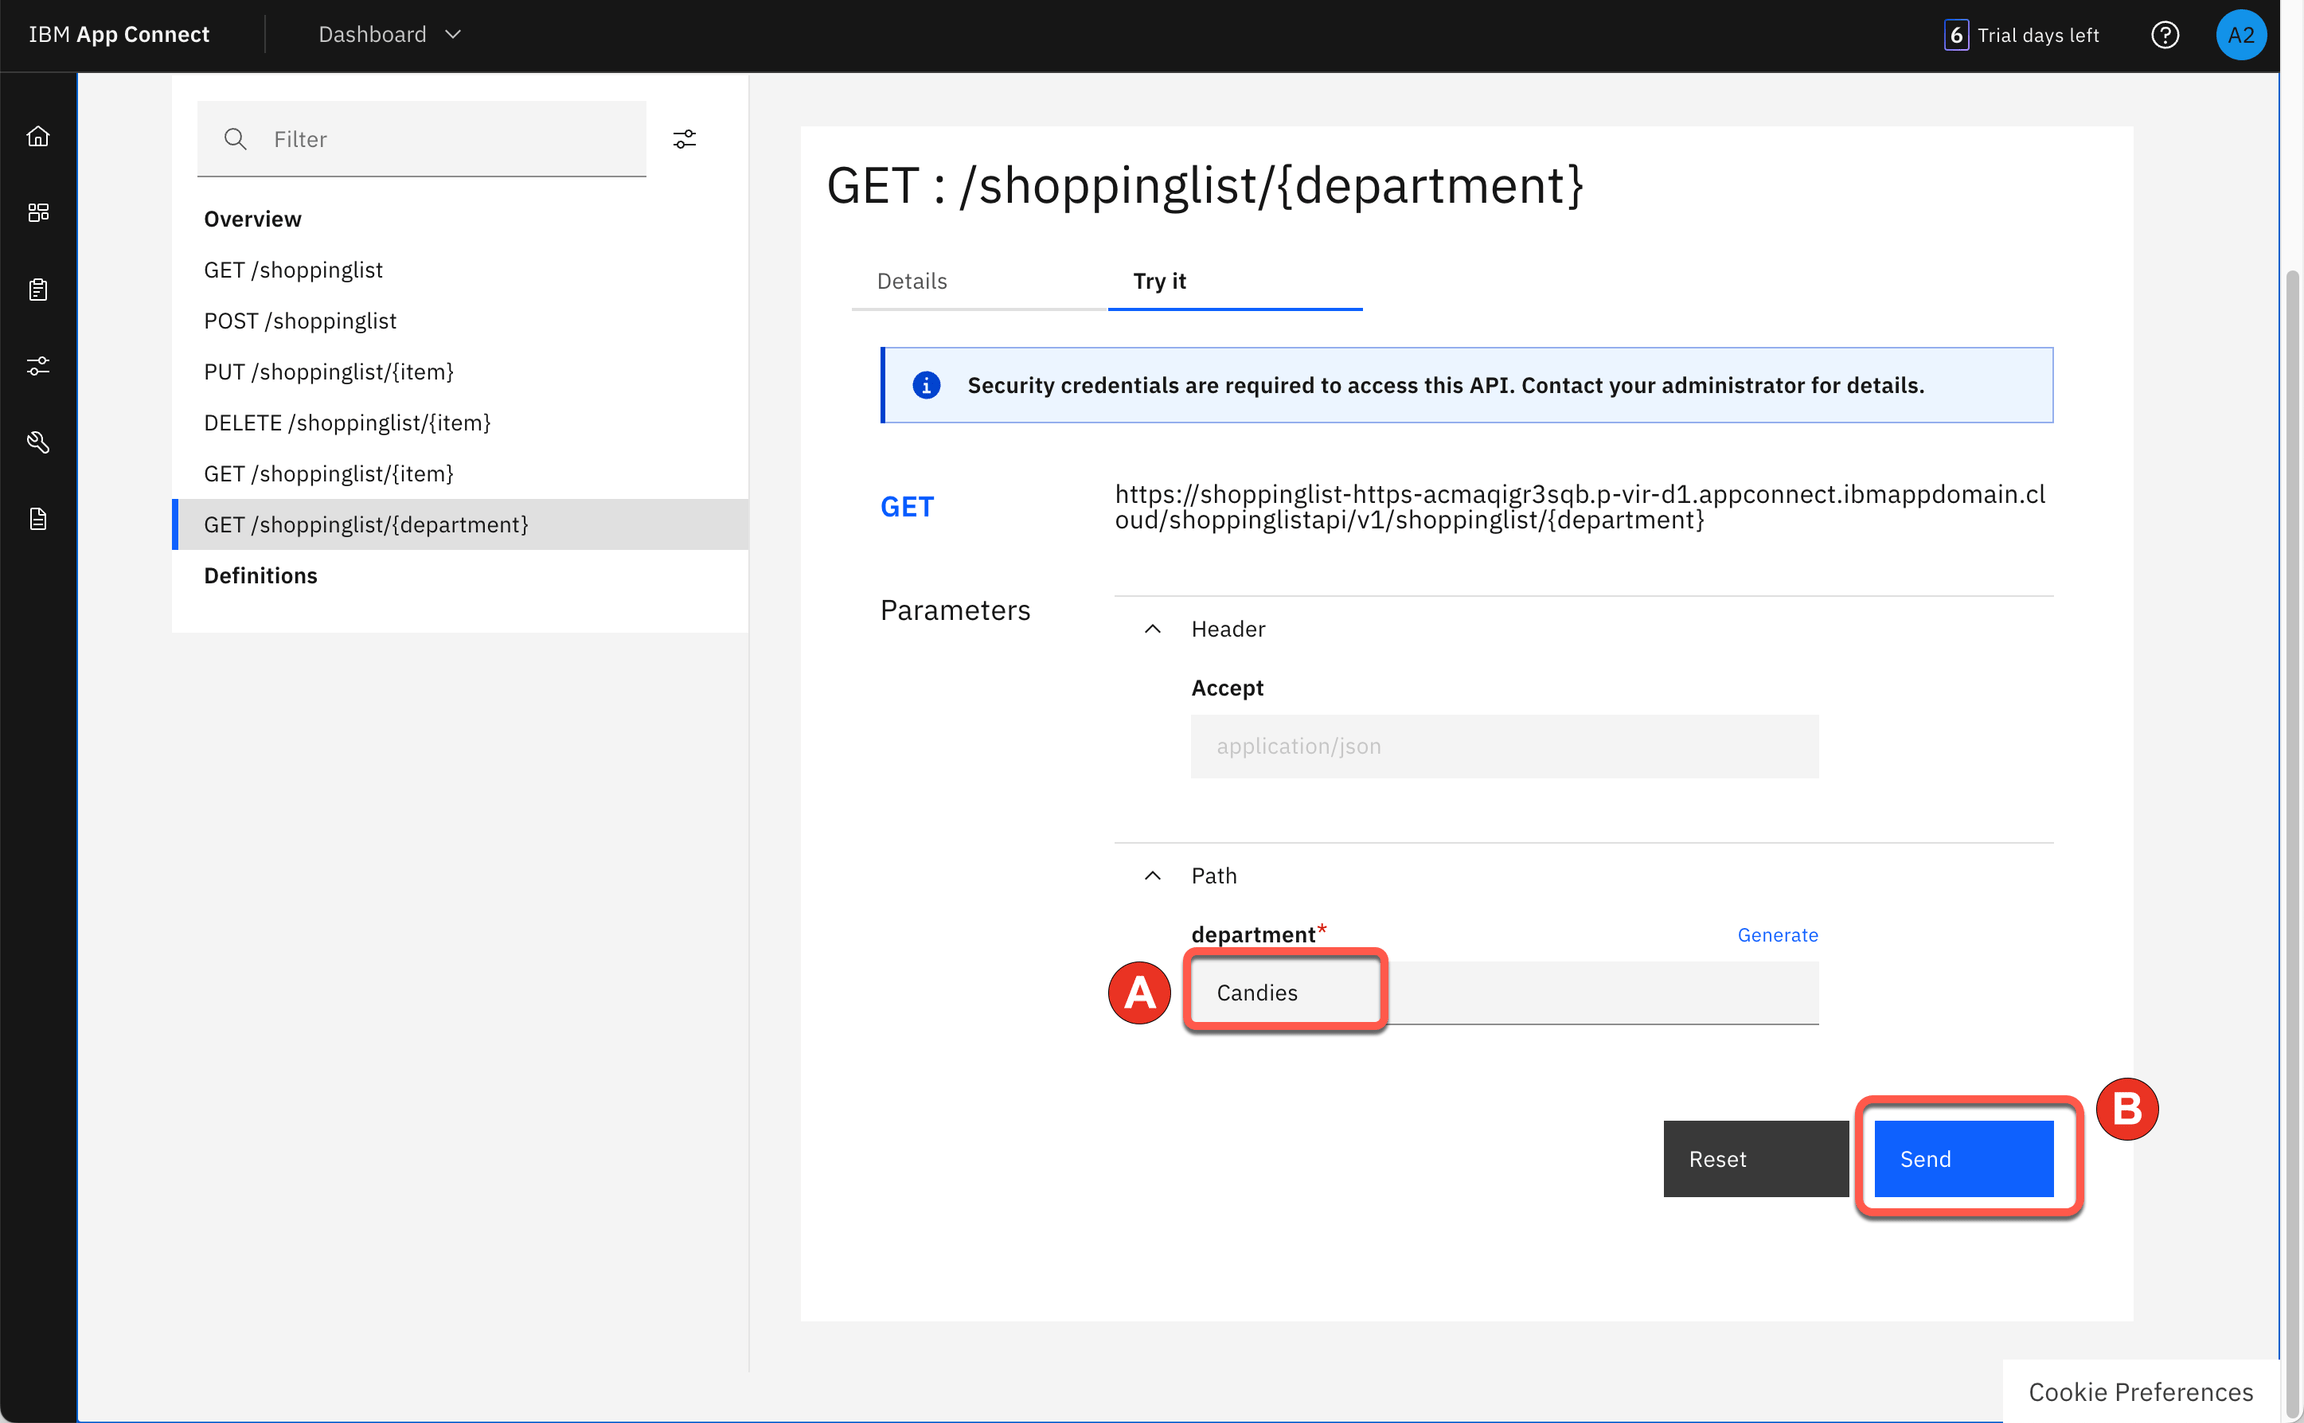 IBM App Connect
Dashboard
6 Trial days left
A2
Filter
Overview
GET /shoppinglist
POST /shoppinglist
PUT /shoppinglist/{item}
DELETE /shoppinglist/{item}
GET /shoppinglist/{item}
GET /shoppinglist/{department}
Definitions
GET : /shoppinglist/{department}
Details
Try it
Security credentials are required to access this API. Contact your administrator for details.
GET
https://shoppinglist-https-acmaqigr3sqb.p-vir-d1.appconnect.ibmappdomain.cl
oud/shoppinglistapi/v1/shoppinglist/{department}
Parameters
Header
Accept
application/json
Path
department*
Generate
A
Candies
B
Reset
Send
Cookie Preferences